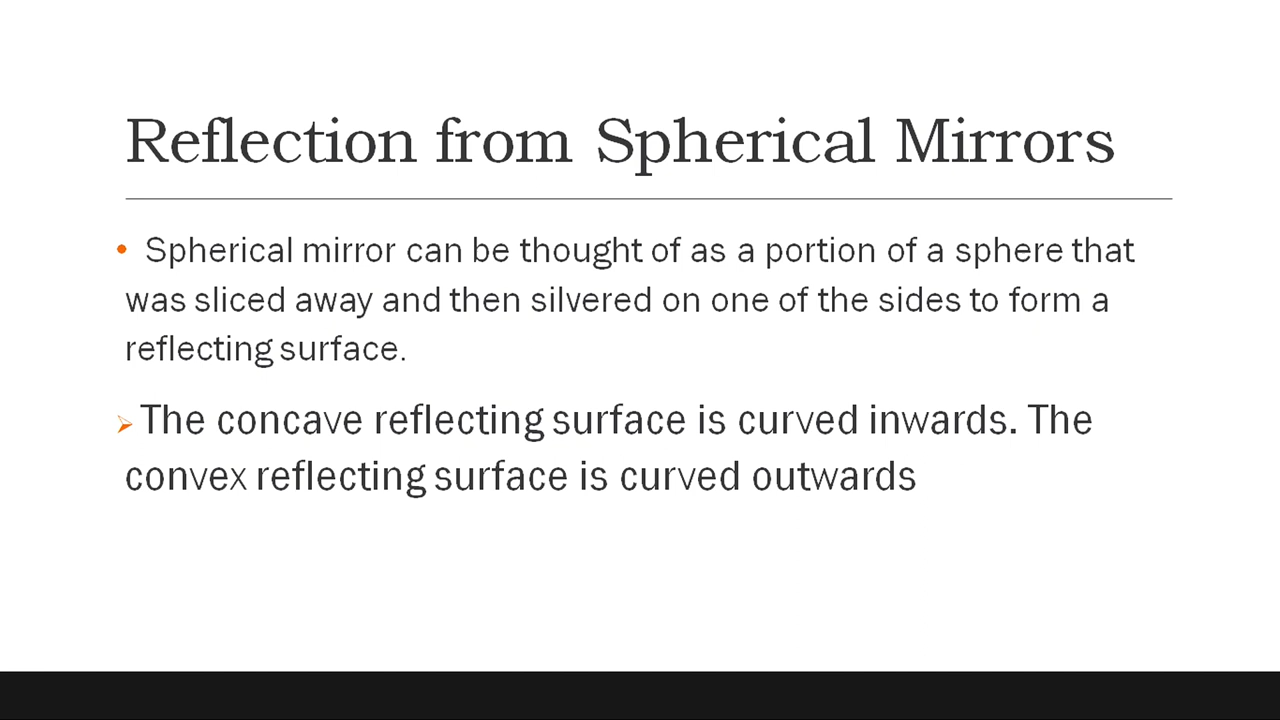 Reflection from Spherical Mirrors
• Spherical mirror can be thought of as a portion of a sphere that
was sliced away and then silvered on one of the sides to form a
reflecting surface.
➢ The concave reflecting surface is curved inwards. The
convex reflecting surface is curved outwards